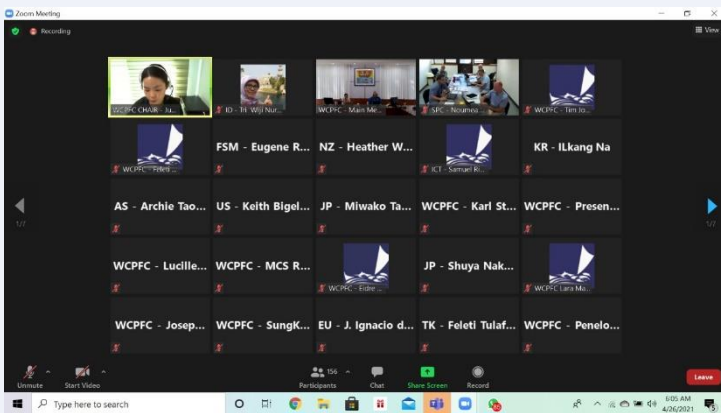 Zoom Meeting
Recording
View
WCPFC CHAIR - Ju...
ID - Tri Wiji Nur...
WCPFC - Main Me...
SPC - Noumea...
WCPFC - Tim Jo...
WCPFC - Feleti ...
FSM - Eugene R...
NZ - Heather W...
ICT - Samuel Ri...
KR - ILkang Na
AS - Archie Tao...
US - Keith Bigel...
JP - Miwako Ta...
WCPFC - Karl St...
WCPFC - Presen...
1/7
1/7
WCPFC - Lucille...
WCPFC - MCS R...
WCPFC - Eidre ...
JP - Shuya Nak...
WCPFC Lara Ma...
WCPFC - Josep...
WCPFC - SungK...
EU - J. Ignacio d...
TK - Feleti Tulaf...
WCPFC - Penelo...
Unmute
Start Video
156
Participants
Chat
Share Screen
Record
Leave
Type here to search
6:05 AM
4/26/2021